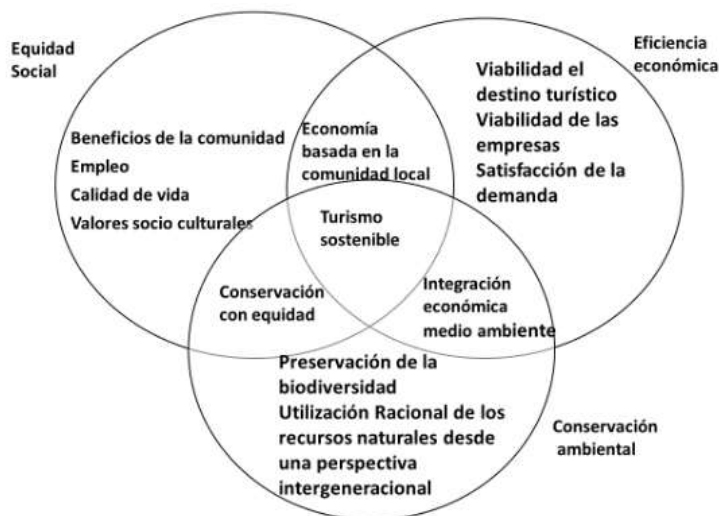 Equidad
Social
Eficiencia
económica
Viabilidad el
destino turístico
Viabilidad de las
empresas
Satisfacción de la
demanda
Beneficios de la comunidad
Empleo
Calidad de vida
Valores socio culturales
Economía
basada en la
comunidad local
Turismo
sostenible
Conservación
con equidad
Integración
económica
medio ambiente
Preservación de la
biodiversidad
Utilización Racional de los
recursos naturales desde
una perspectiva
intergeneracional
Conservación
ambiental